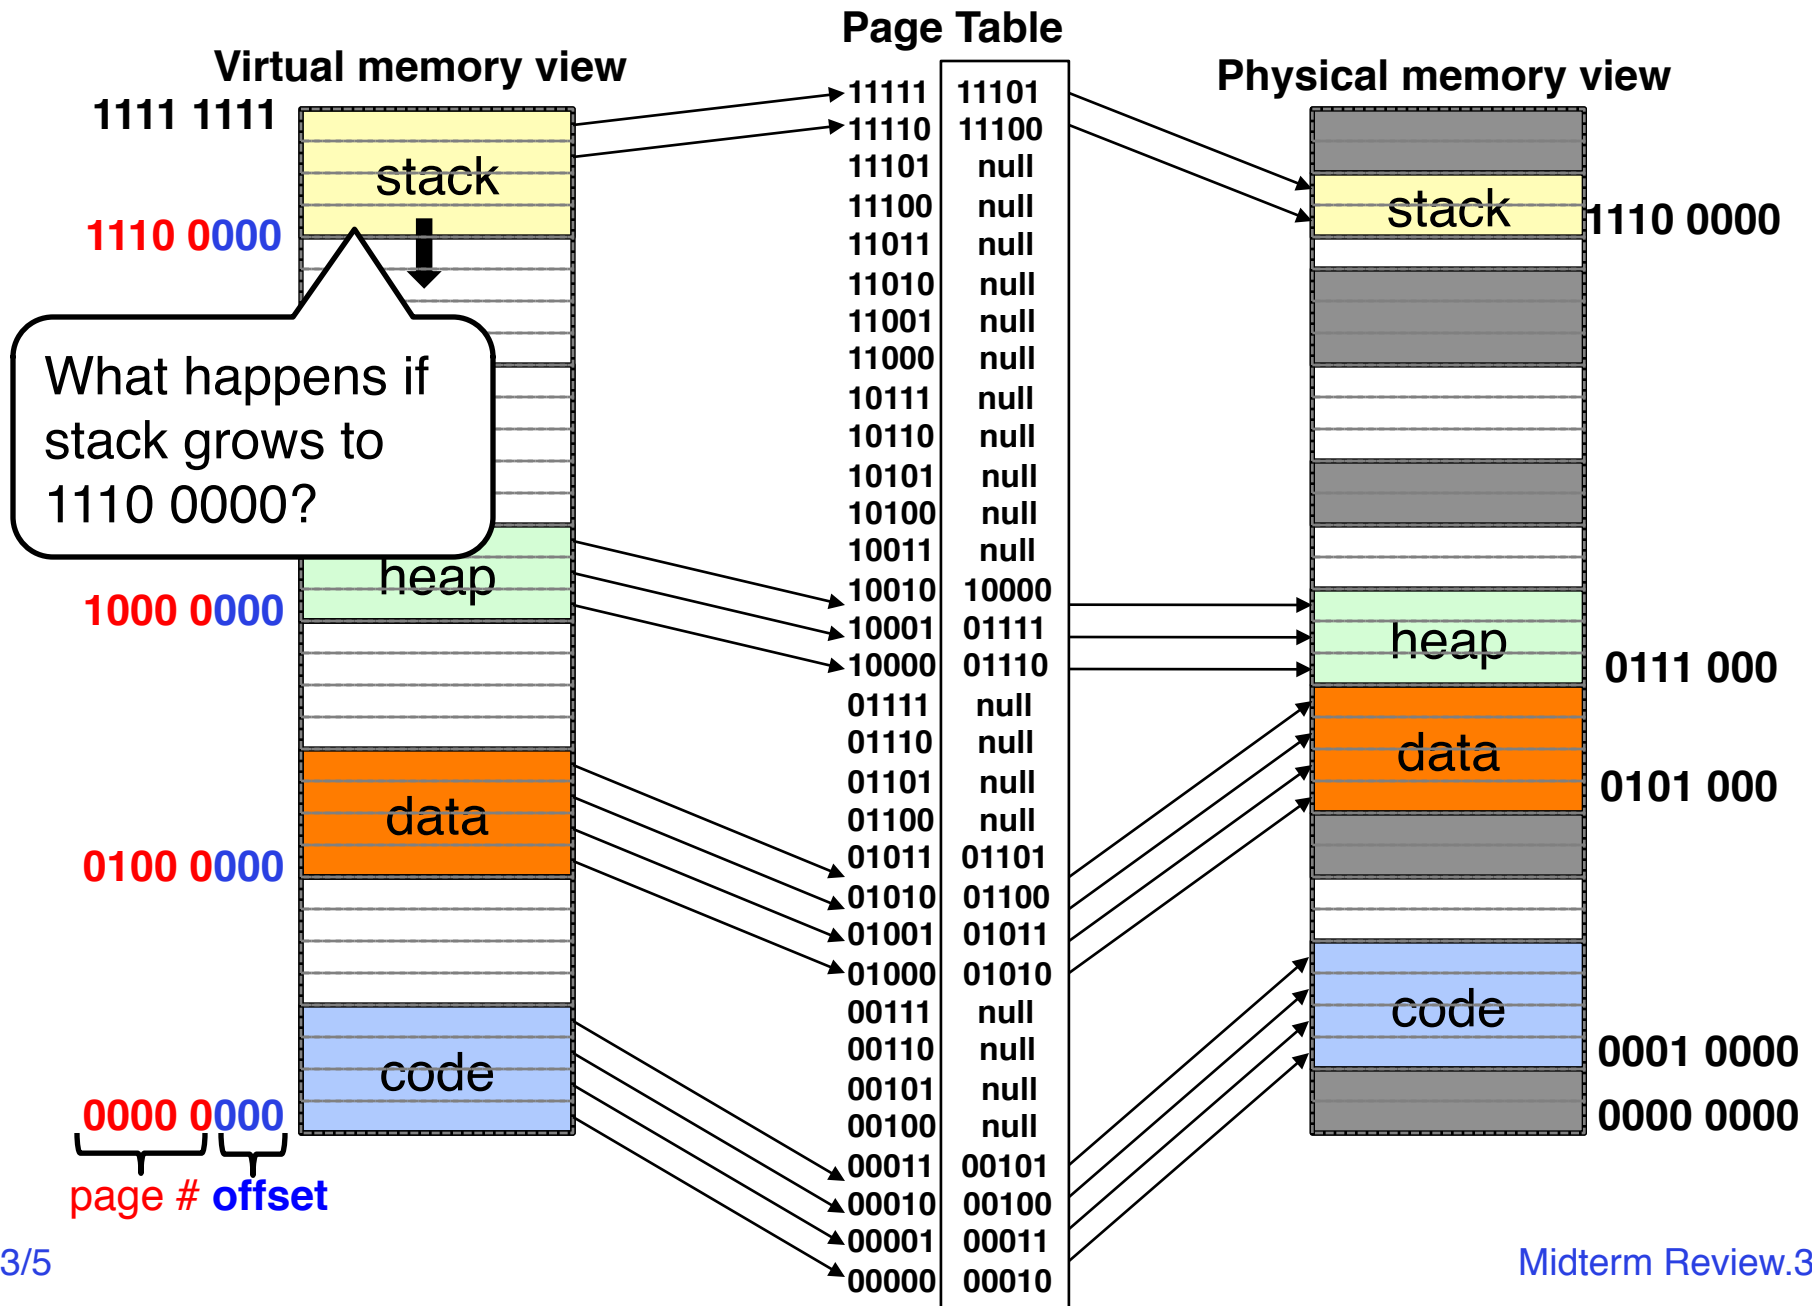 Page Table
Virtual memory view
Physical memory view
1111 1111
stack
1110 0000
What happens if
stack grows to
1110 0000?
heap
1000 0000
data
0100 0000
code
0000 0000
page # offset
11111 11101
11110 11100
11101 null
11100 null
11011 null
11010 null
11001 null
11000 null
10111 null
10110 null
10101 null
10100 null
10011 null
10010 10000
10001 01111
10000 01110
01111 null
01110 null
01101 null
01100 null
01011 01101
01010 01100
01001 01011
01000 01010
00111 null
00110 null
00101 null
00100 null
00011 00101
00010 00100
00001 00011
00000 00010
stack
1110 0000
heap
0111 000
data
0101 000
code
0001 0000
0000 0000
3/5
Midterm Review.3